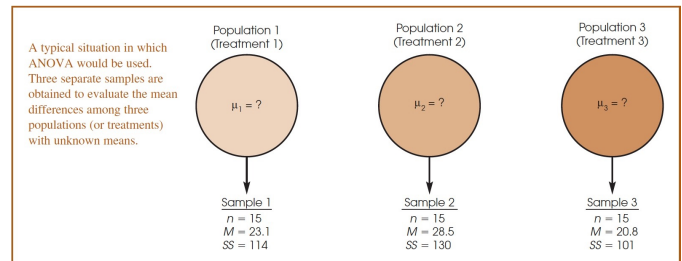 A typical situation in which
ANOVA would be used.
Three separate samples are
obtained to evaluate the mean
differences among three
populations (or treatments)
with unknown means.
Population 1
(Treatment 1)
μ₁ = ?
Sample 1
n = 15
M = 23.1
SS = 114
Population 2
(Treatment 2)
μ₂ = ?
Sample 2
n = 15
M = 28.5
SS = 130
Population 3
(Treatment 3)
μ₃ = ?
Sample 3
n = 15
M = 20.8
SS = 101